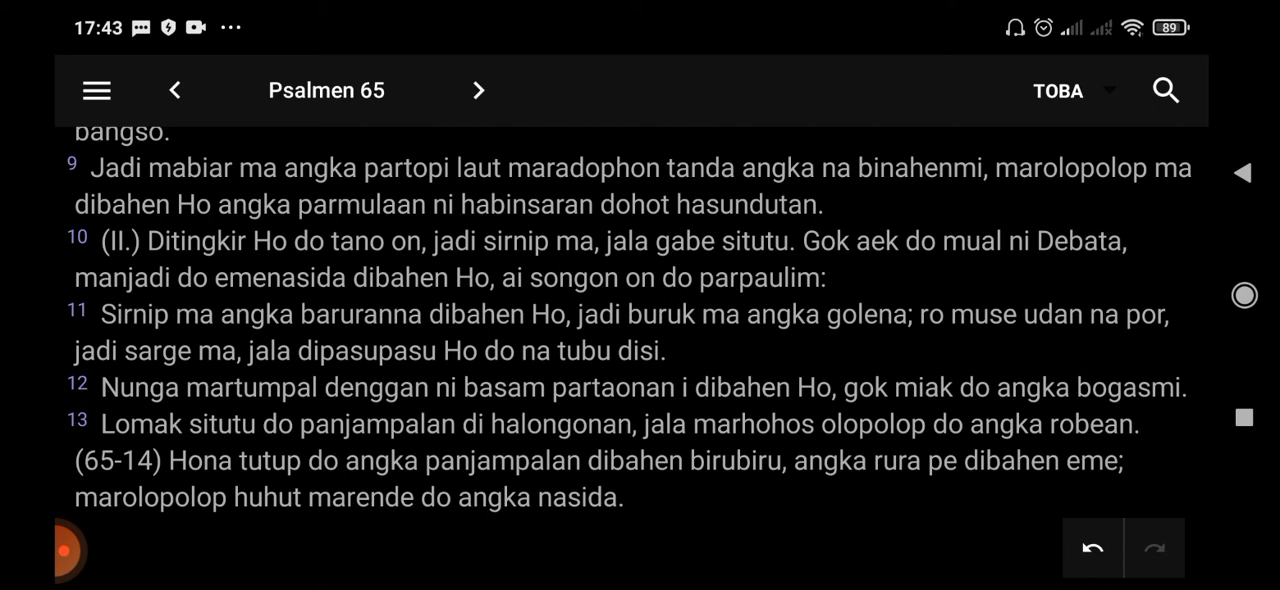 17:43
89
Psalmen 65
TOBA
bangso.
9 Jadi mabiar ma angka partopi laut maradophon tanda angka na binahenmi, marolopolop ma
dibahen Ho angka parmulaan ni habinsaran dohot hasundutan.
10 (II.) Ditingkir Ho do tano on, jadi sirnip ma, jala gabe situtu. Gok aek do mual ni Debata,
manjadi do emenasida dibahen Ho, ai songon on do parpaulim:
11 Sirnip ma angka baruranna dibahen Ho, jadi buruk ma angka golena; ro muse udan na por,
jadi sarge ma, jala dipasupasu Ho do na tubu disi.
12 Nunga martumpal denggan ni basam partaonan i dibahen Ho, gok miak do angka bogasmi.
13 Lomak situtu do panjampalan di halongonan, jala marhohos olopolop do angka robean.
(65-14) Hona tutup do angka panjampalan dibahen birubiru, angka rura pe dibahen eme;
marolopolop huhut marende do angka nasida.